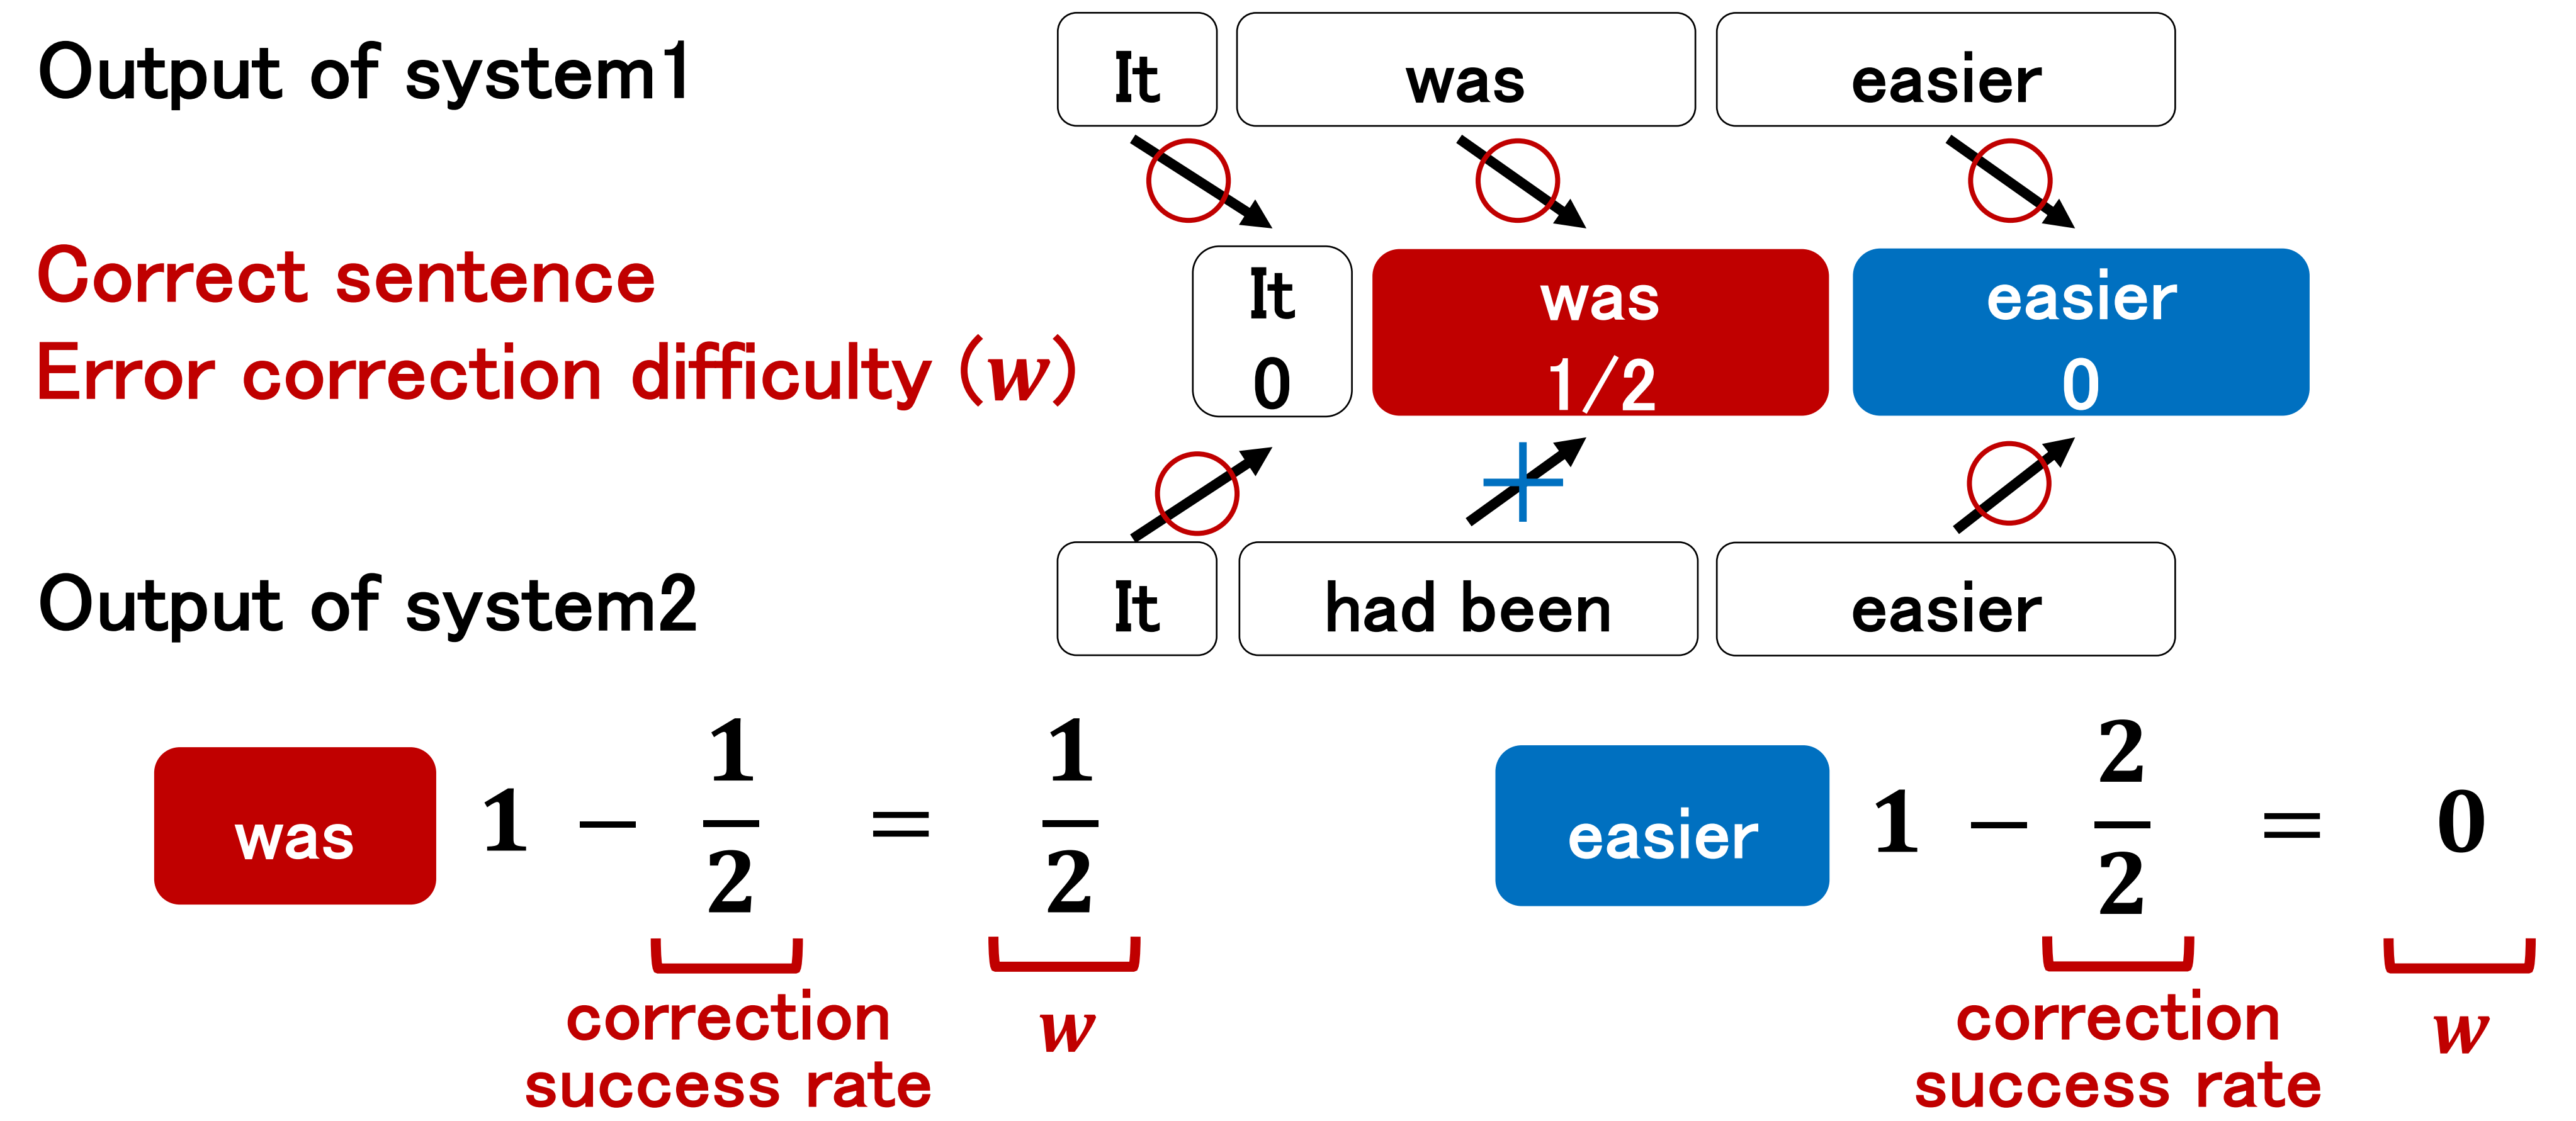 Output of system1 It was easier
Correct sentence It was easier
Error correction difficulty (w) 0 1/2 0
Output of system2 It had been easier
was 1 − 1/2 = 1/2 easier 1 − 2/2 = 0
correction success rate w correction success rate w